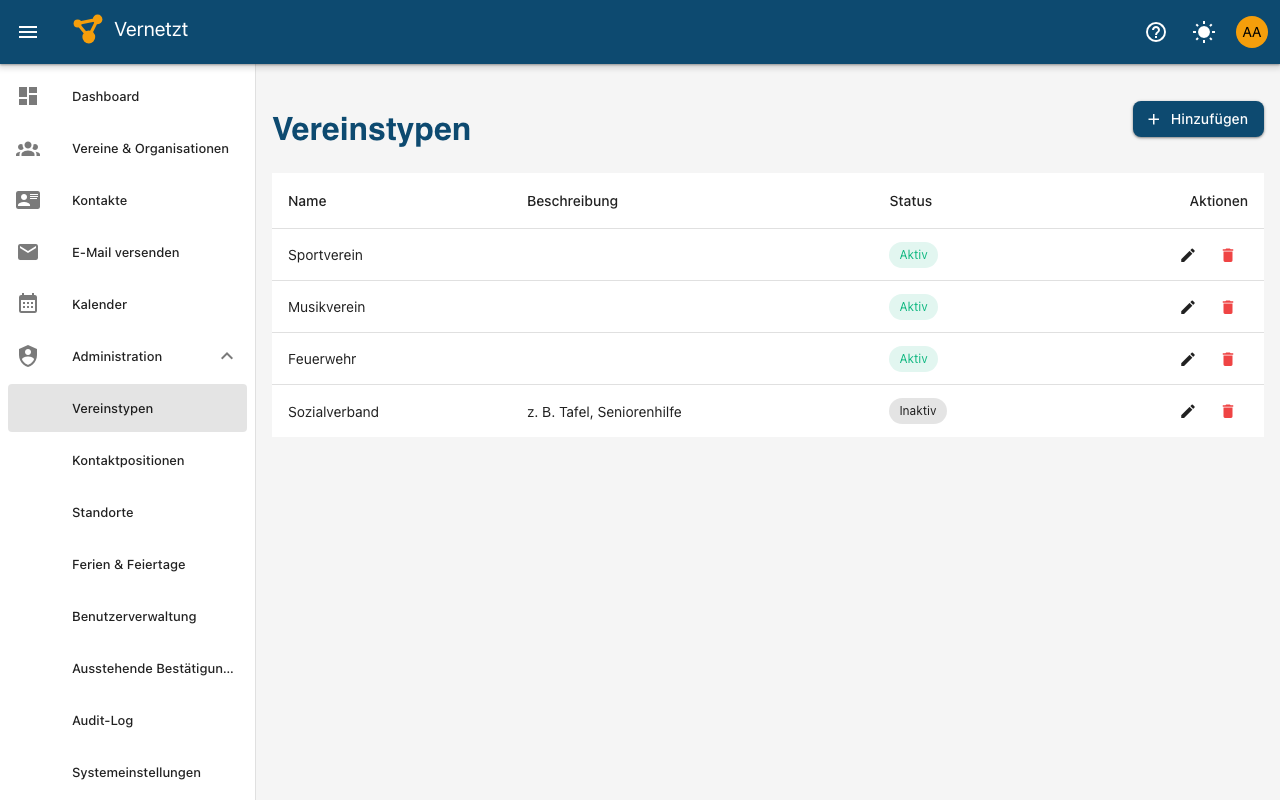 Vernetzt
AA
Dashboard
Vereine & Organisationen
Kontakte
E-Mail versenden
Kalender
Administration
Vereinstypen
Kontaktpositionen
Standorte
Ferien & Feiertage
Benutzerverwaltung
Ausstehende Bestätigun...
Audit-Log
Systemeinstellungen
Vereinstypen
Hinzufügen
Name Beschreibung Status Aktionen
Sportverein Aktiv
Musikverein Aktiv
Feuerwehr Aktiv
Sozialverband z. B. Tafel, Seniorenhilfe Inaktiv